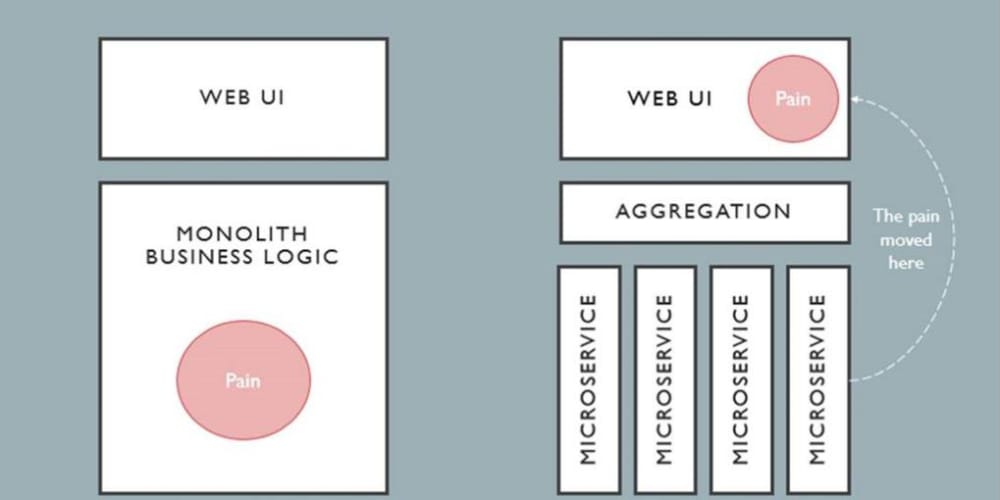 WEB UI
MONOLITH
BUSINESS LOGIC
Pain
WEB UI
Pain
AGGREGATION
The pain
moved
here
MICROSERVICE
MICROSERVICE
MICROSERVICE
MICROSERVICE